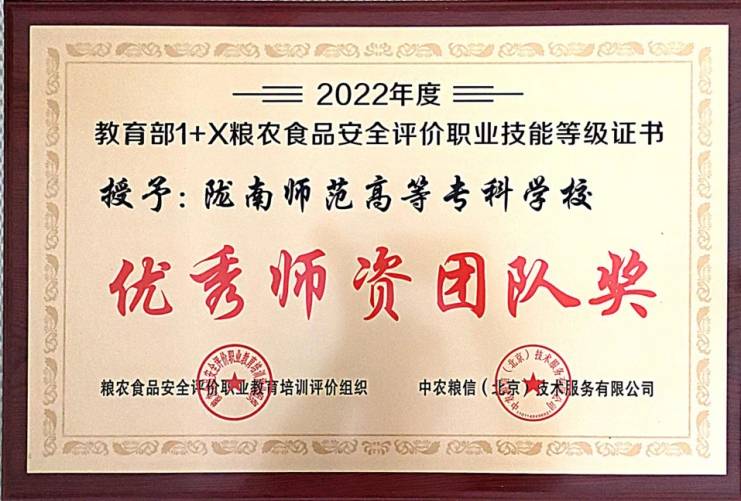 2022年度
教育部1+X粮农食品安全评价职业技能等级证书
授予：陇南师范高等专科学校
优秀师资团队奖
粮农食品安全评价职业教育培训评价组织
中农粮信（北京）技术服务有限公司